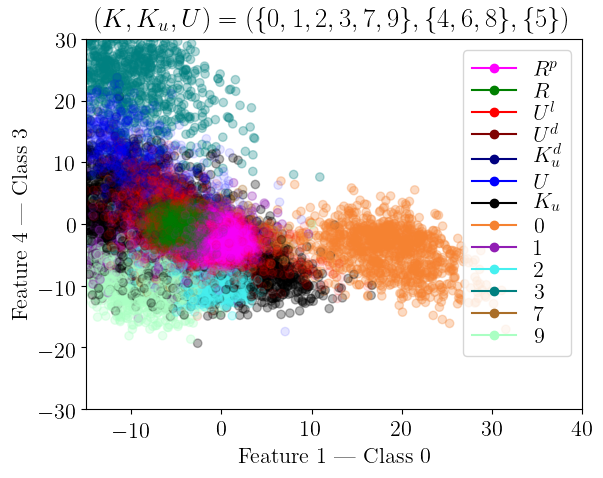 (K, K_u, U) = ({0, 1, 2, 3, 7, 9}, {4, 6, 8}, {5})
30
20
10
0
−10
−20
−30
−10
0
10
20
30
40
Feature 4 — Class 3
Feature 1 — Class 0
R^p
R
U^l
U^d
K_u^d
U
K_u
0
1
2
3
7
9